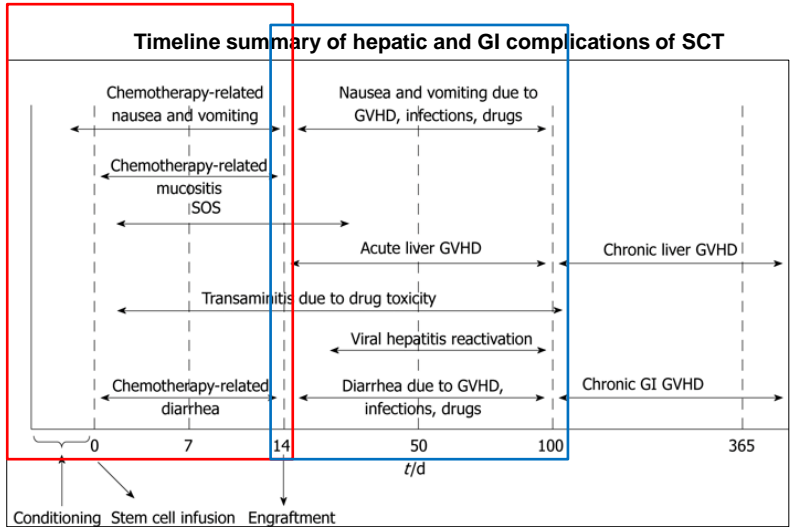 Timeline summary of hepatic and GI complications of SCT
Chemotherapy-related
nausea and vomiting
Nausea and vomiting due to
GVHD, infections, drugs
Chemotherapy-related
mucositis
SOS
Acute liver GVHD
Chronic liver GVHD
Transaminitis due to drug toxicity
Viral hepatitis reactivation
Chemotherapy-related
diarrhea
Diarrhea due to GVHD,
infections, drugs
Chronic GI GVHD
0 7 14 50 100 365
t/d
Conditioning Stem cell infusion Engraftment